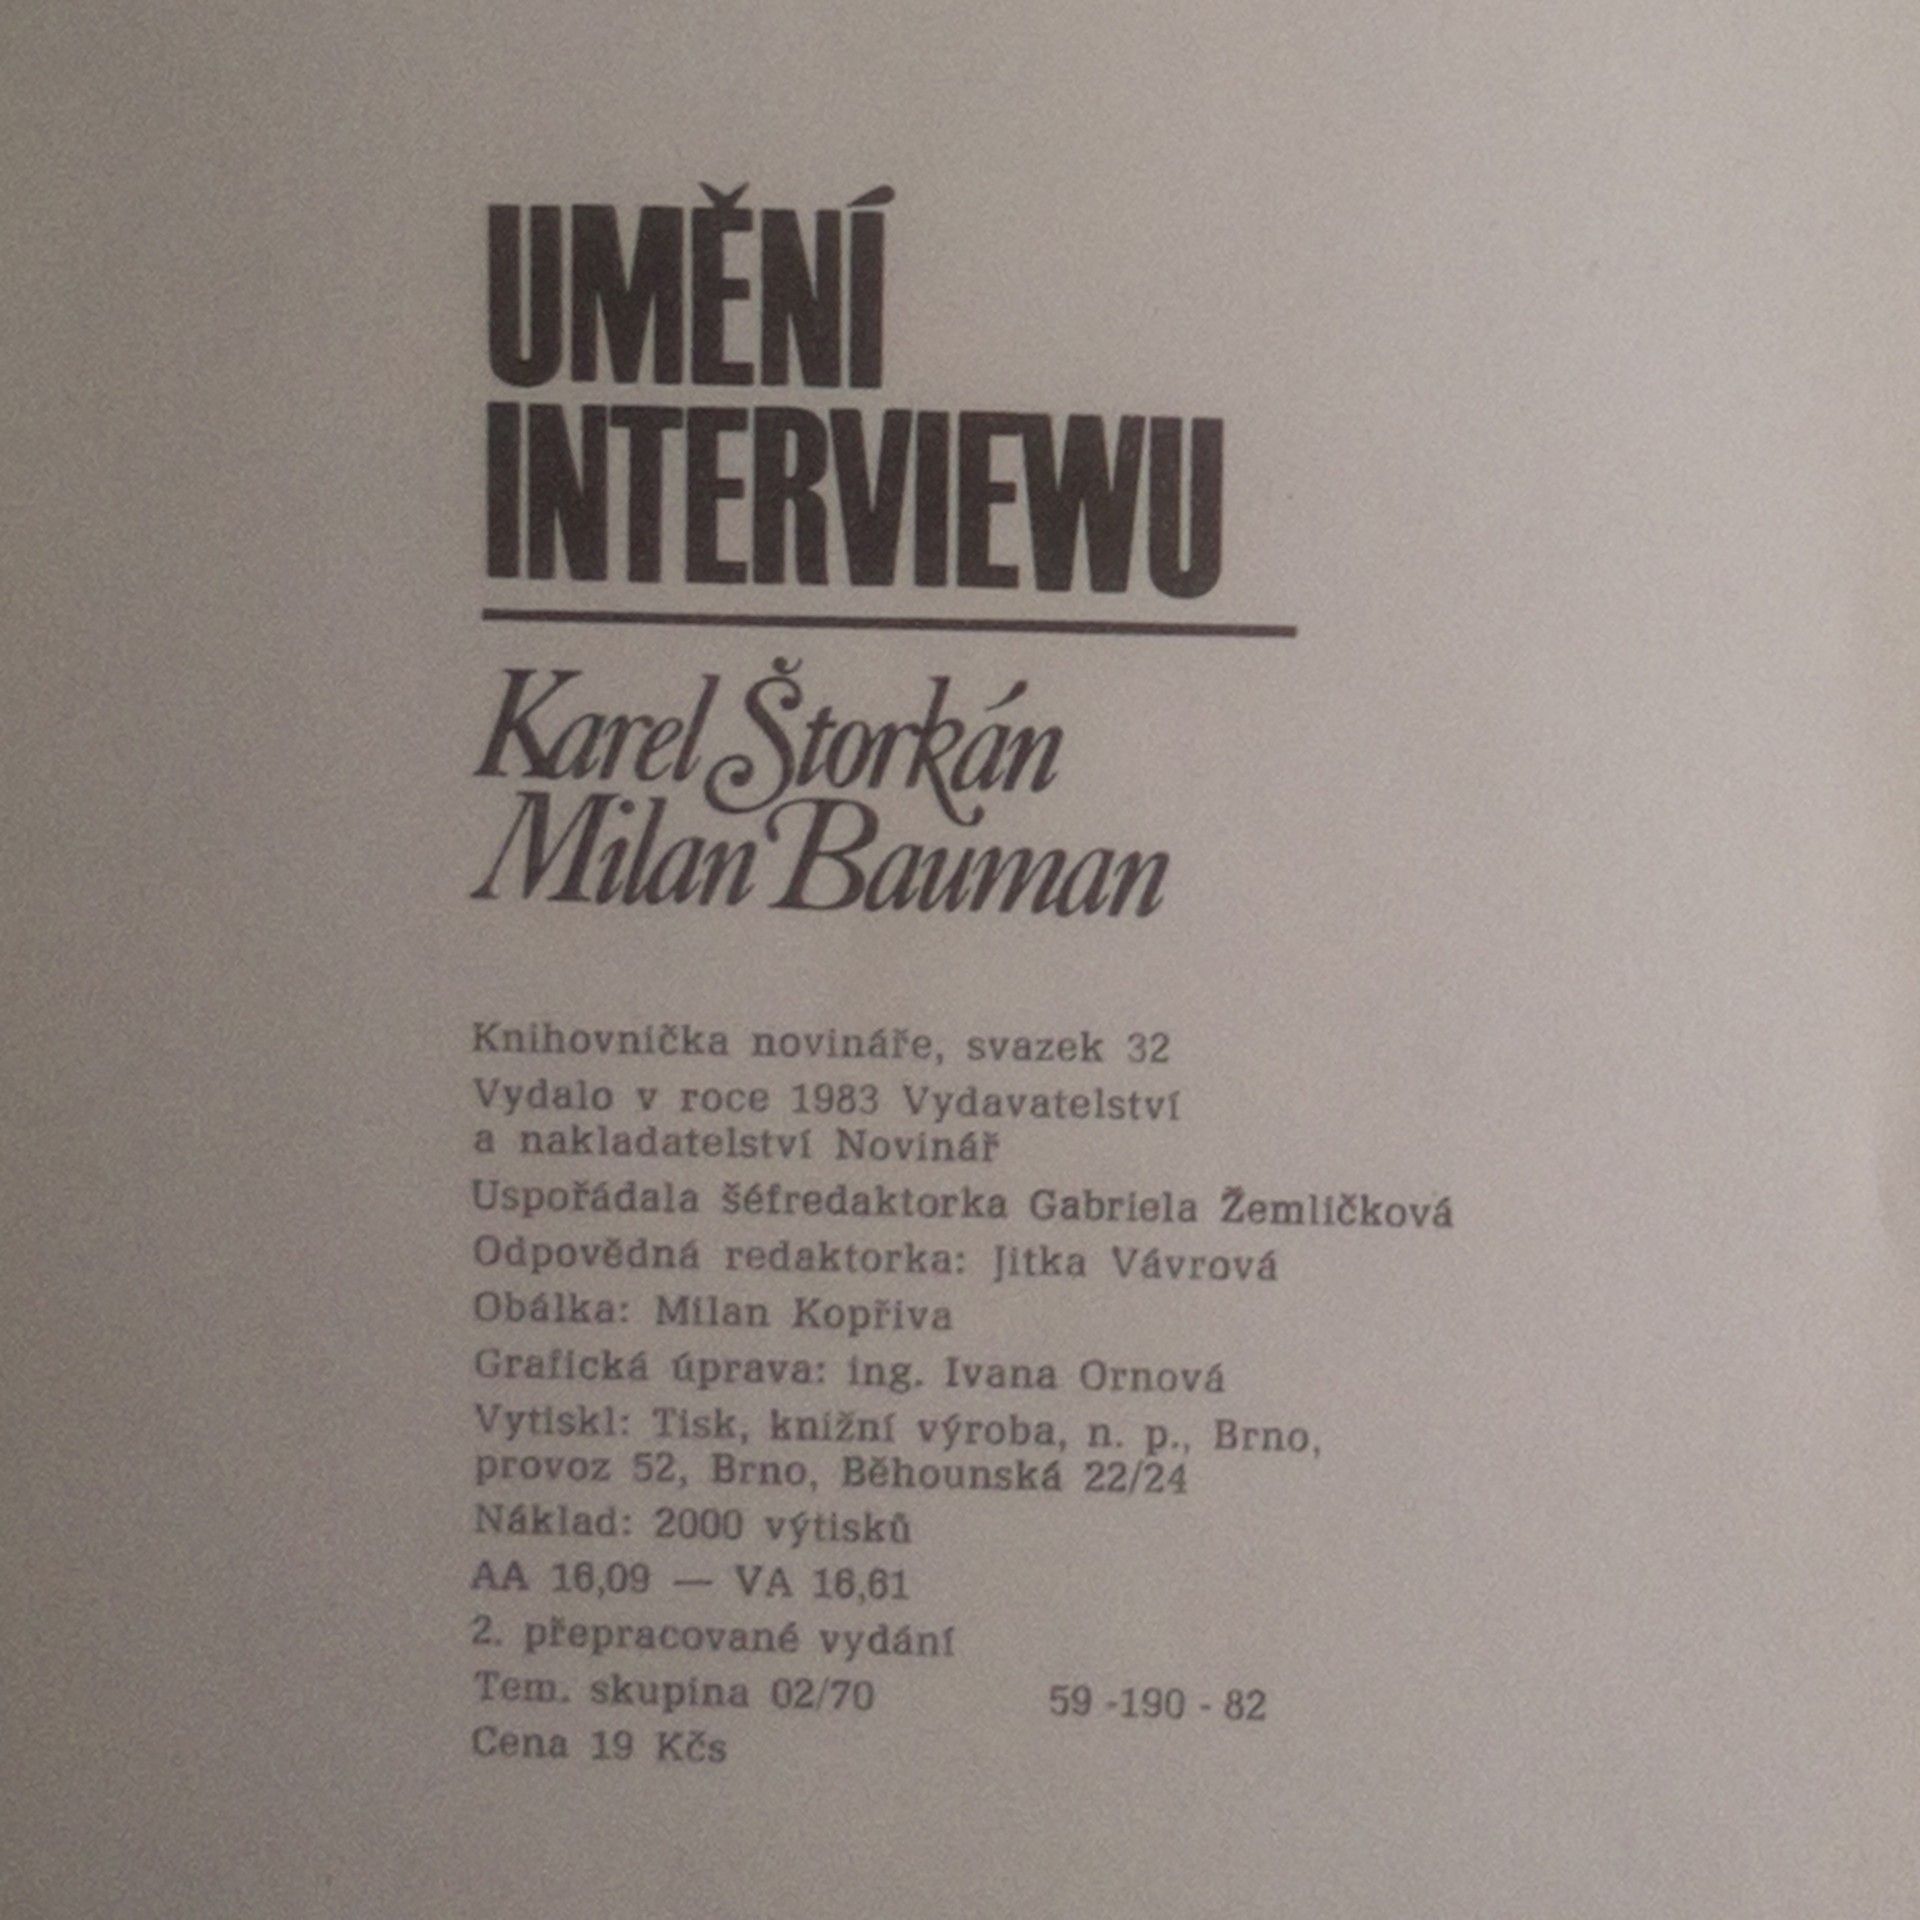 UMĚNÍ
INTERVIEWU
Karel Štorkán
Milan Bauman
Knihovnička novináře, svazek 32
Vydalo v roce 1983 Vydavatelství
a nakladatelství Novinář
Uspořádala šéfredaktorka Gabriela Žemličková
Odpovědná redaktorka: Jitka Vávrová
Obálka: Milan Kopřiva
Grafická úprava: ing. Ivana Ornová
Vytiskl: Tisk, knižní výroba, n. p., Brno,
provoz 52, Brno, Běhounská 22/24
Náklad: 2000 výtisků
AA 16,09 — VA 16,61
2. přepracované vydání
Tem. skupina 02/70 59 -190 - 82
Cena 19 Kčs